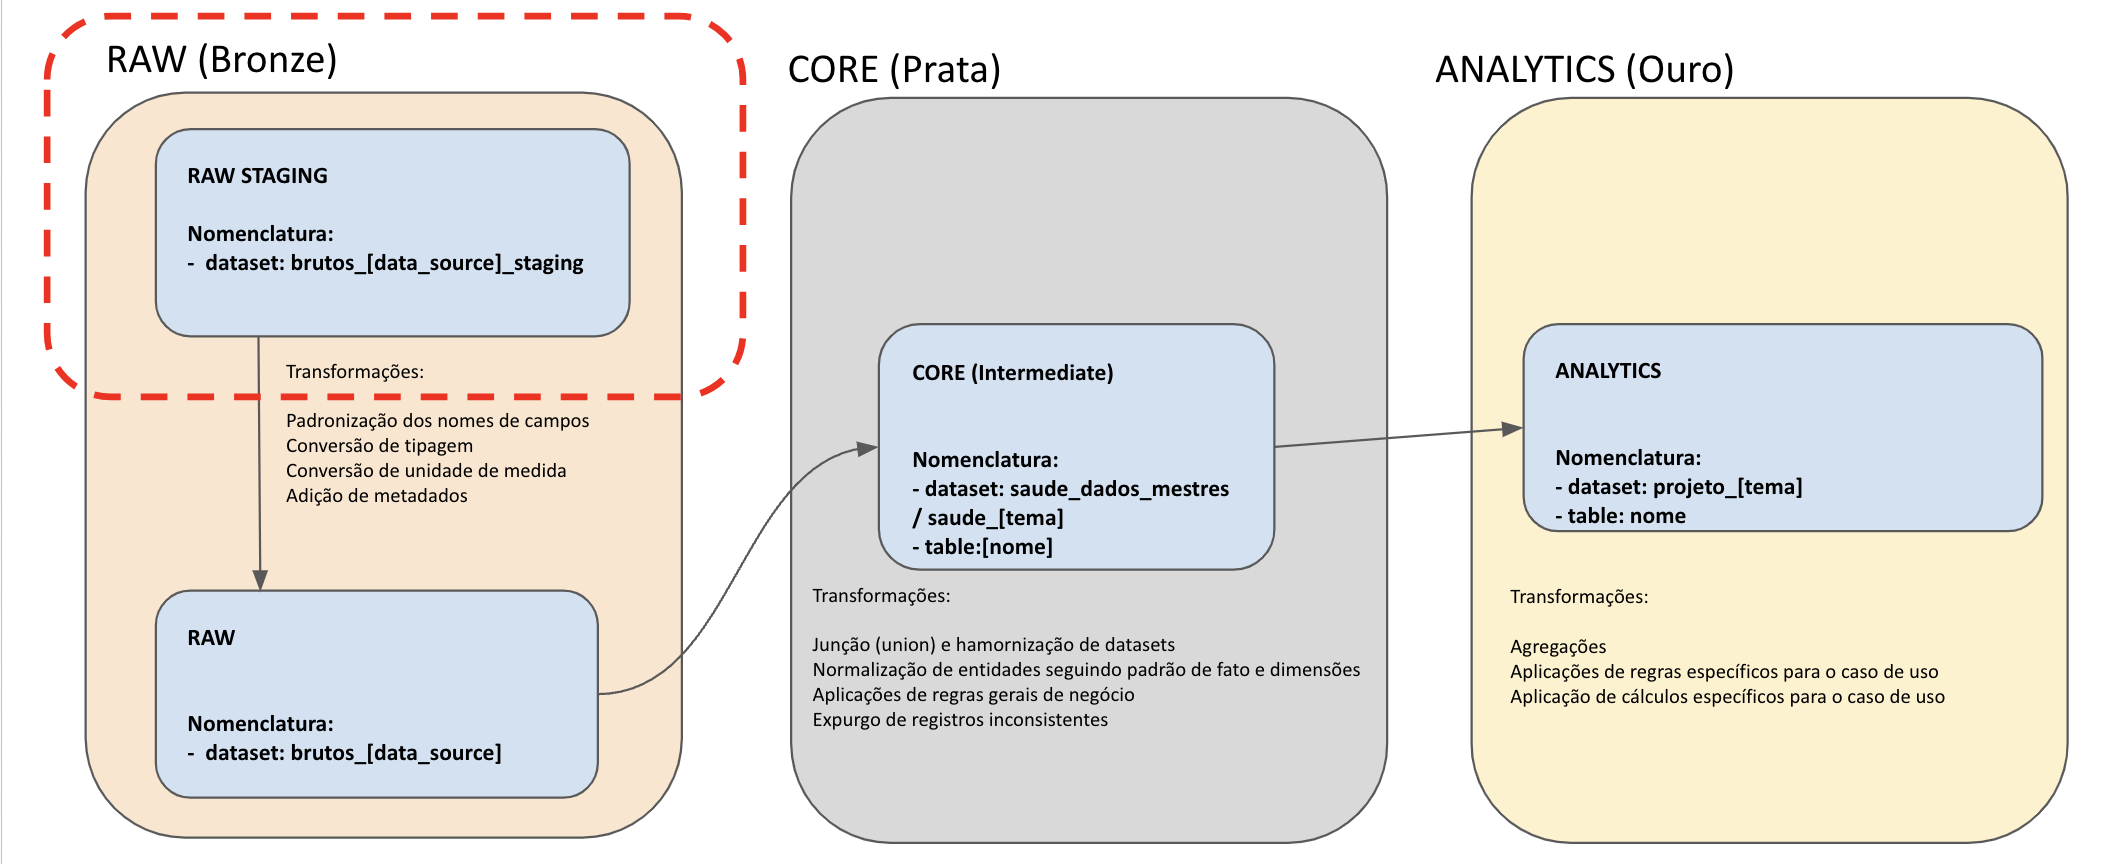 RAW (Bronze)
RAW STAGING
Nomenclatura:
- dataset: brutos_[data_source]_staging
Transformações:
Padronização dos nomes de campos
Conversão de tipagem
Conversão de unidade de medida
Adição de metadados
RAW
Nomenclatura:
- dataset: brutos_[data_source]
CORE (Prata)
CORE (Intermediate)
Nomenclatura:
- dataset: saude_dados_mestres
/ saude_[tema]
- table:[nome]
Transformações:
Junção (union) e hamornização de datasets
Normalização de entidades seguindo padrão de fato e dimensões
Aplicações de regras gerais de negócio
Expurgo de registros inconsistentes
ANALYTICS (Ouro)
ANALYTICS
Nomenclatura:
- dataset: projeto_[tema]
- table: nome
Transformações:
Agregações
Aplicações de regras específicos para o caso de uso
Aplicação de cálculos específicos para o caso de uso